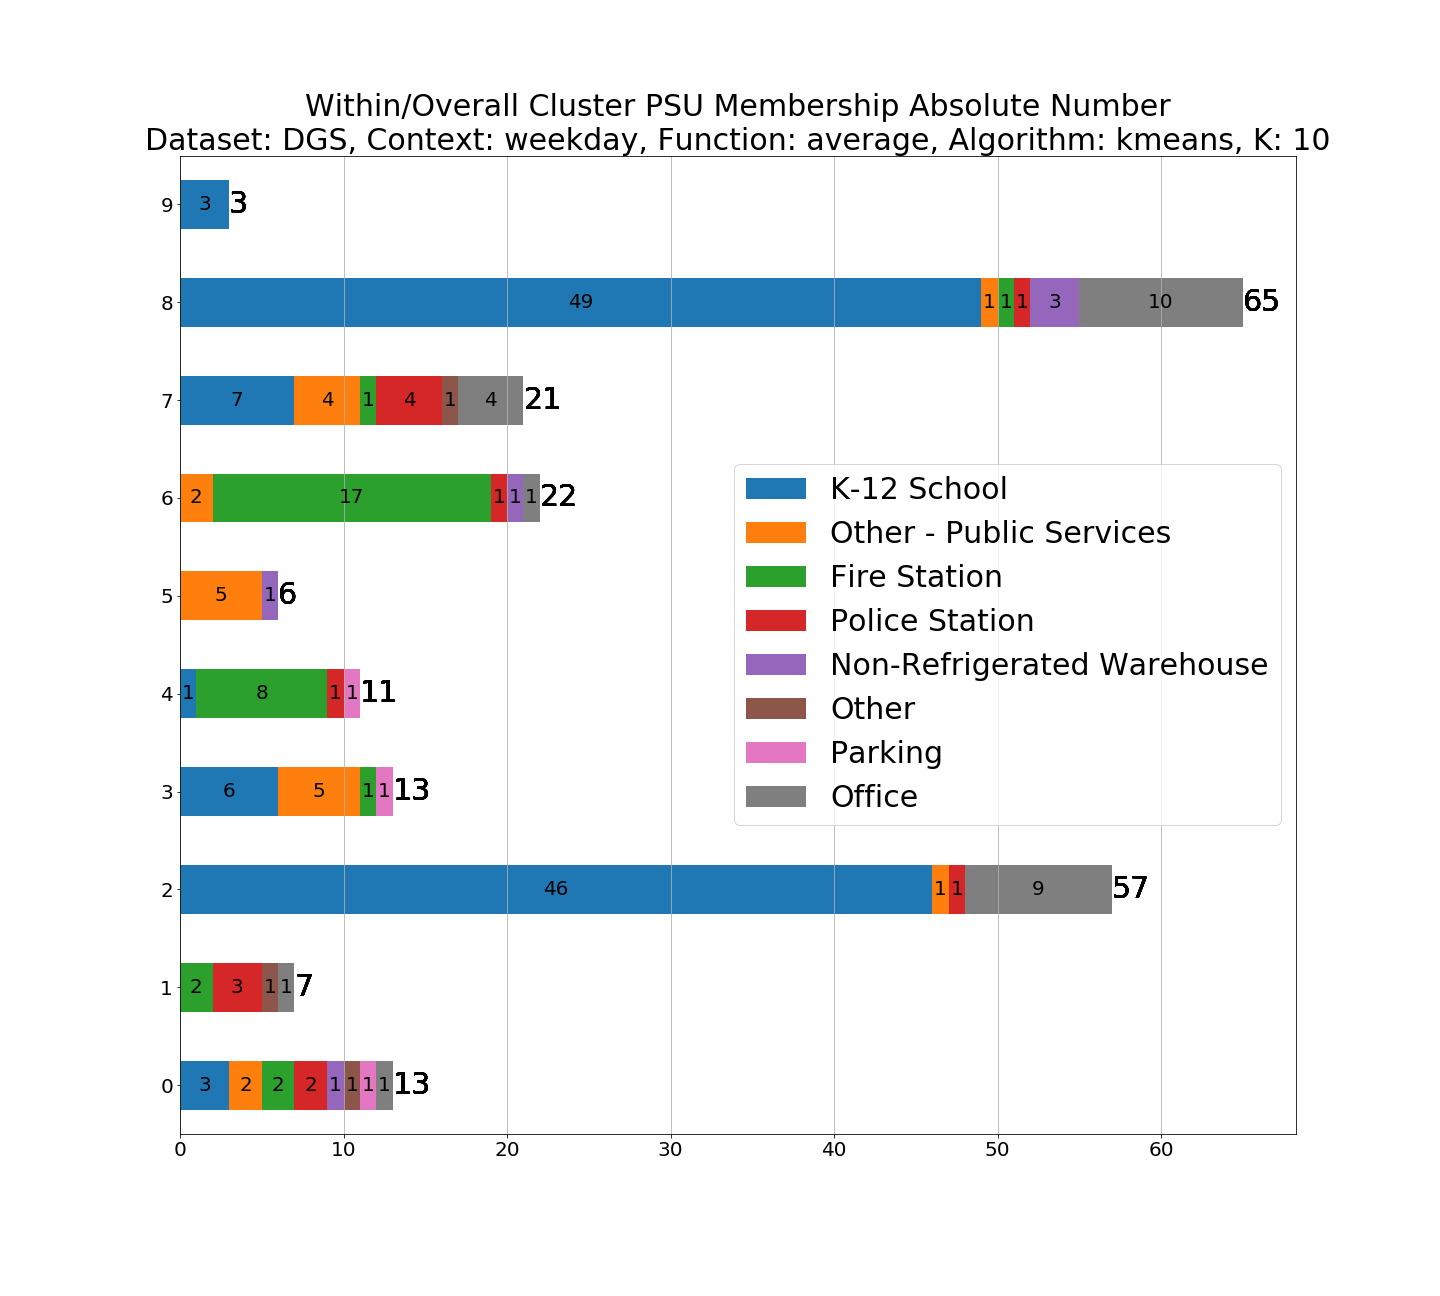 Within/Overall Cluster PSU Membership Absolute Number
Dataset: DGS, Context: weekday, Function: average, Algorithm: kmeans, K: 10
9 3 3
8 49 1 1 1 3 10 65
7 7 4 1 4 1 4 21
6 2 17 1 1 1 22
5 5 1 6
4 1 8 1 1 11
3 6 5 1 1 13
2 46 1 1 9 57
1 2 3 1 1 7
0 3 2 2 2 1 1 1 1 13
0 10 20 30 40 50 60
K-12 School
Other - Public Services
Fire Station
Police Station
Non-Refrigerated Warehouse
Other
Parking
Office